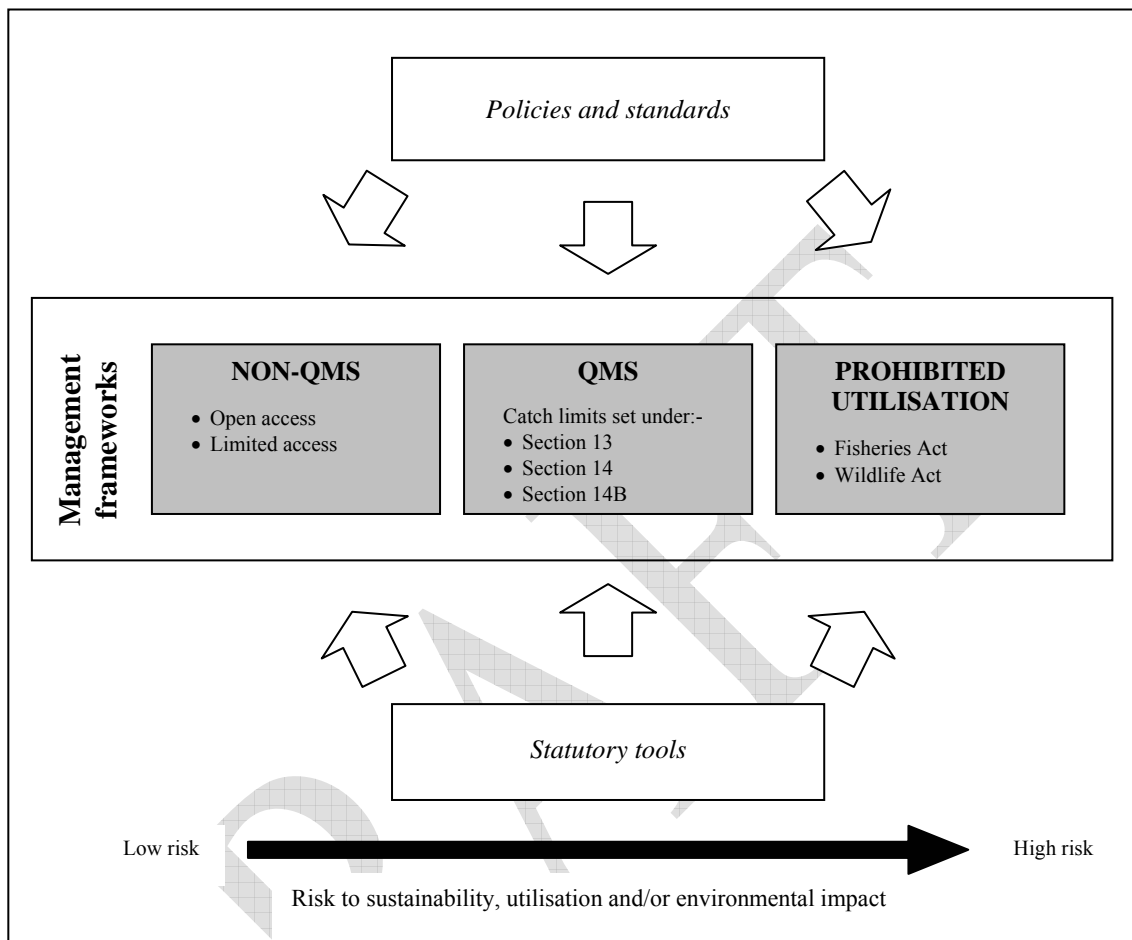 Policies and standards
Management
frameworks
NON-QMS
• Open access
• Limited access
QMS
Catch limits set under:-
• Section 13
• Section 14
• Section 14B
PROHIBITED
UTILISATION
• Fisheries Act
• Wildlife Act
Statutory tools
Low risk
High risk
Risk to sustainability, utilisation and/or environmental impact
DRAFT